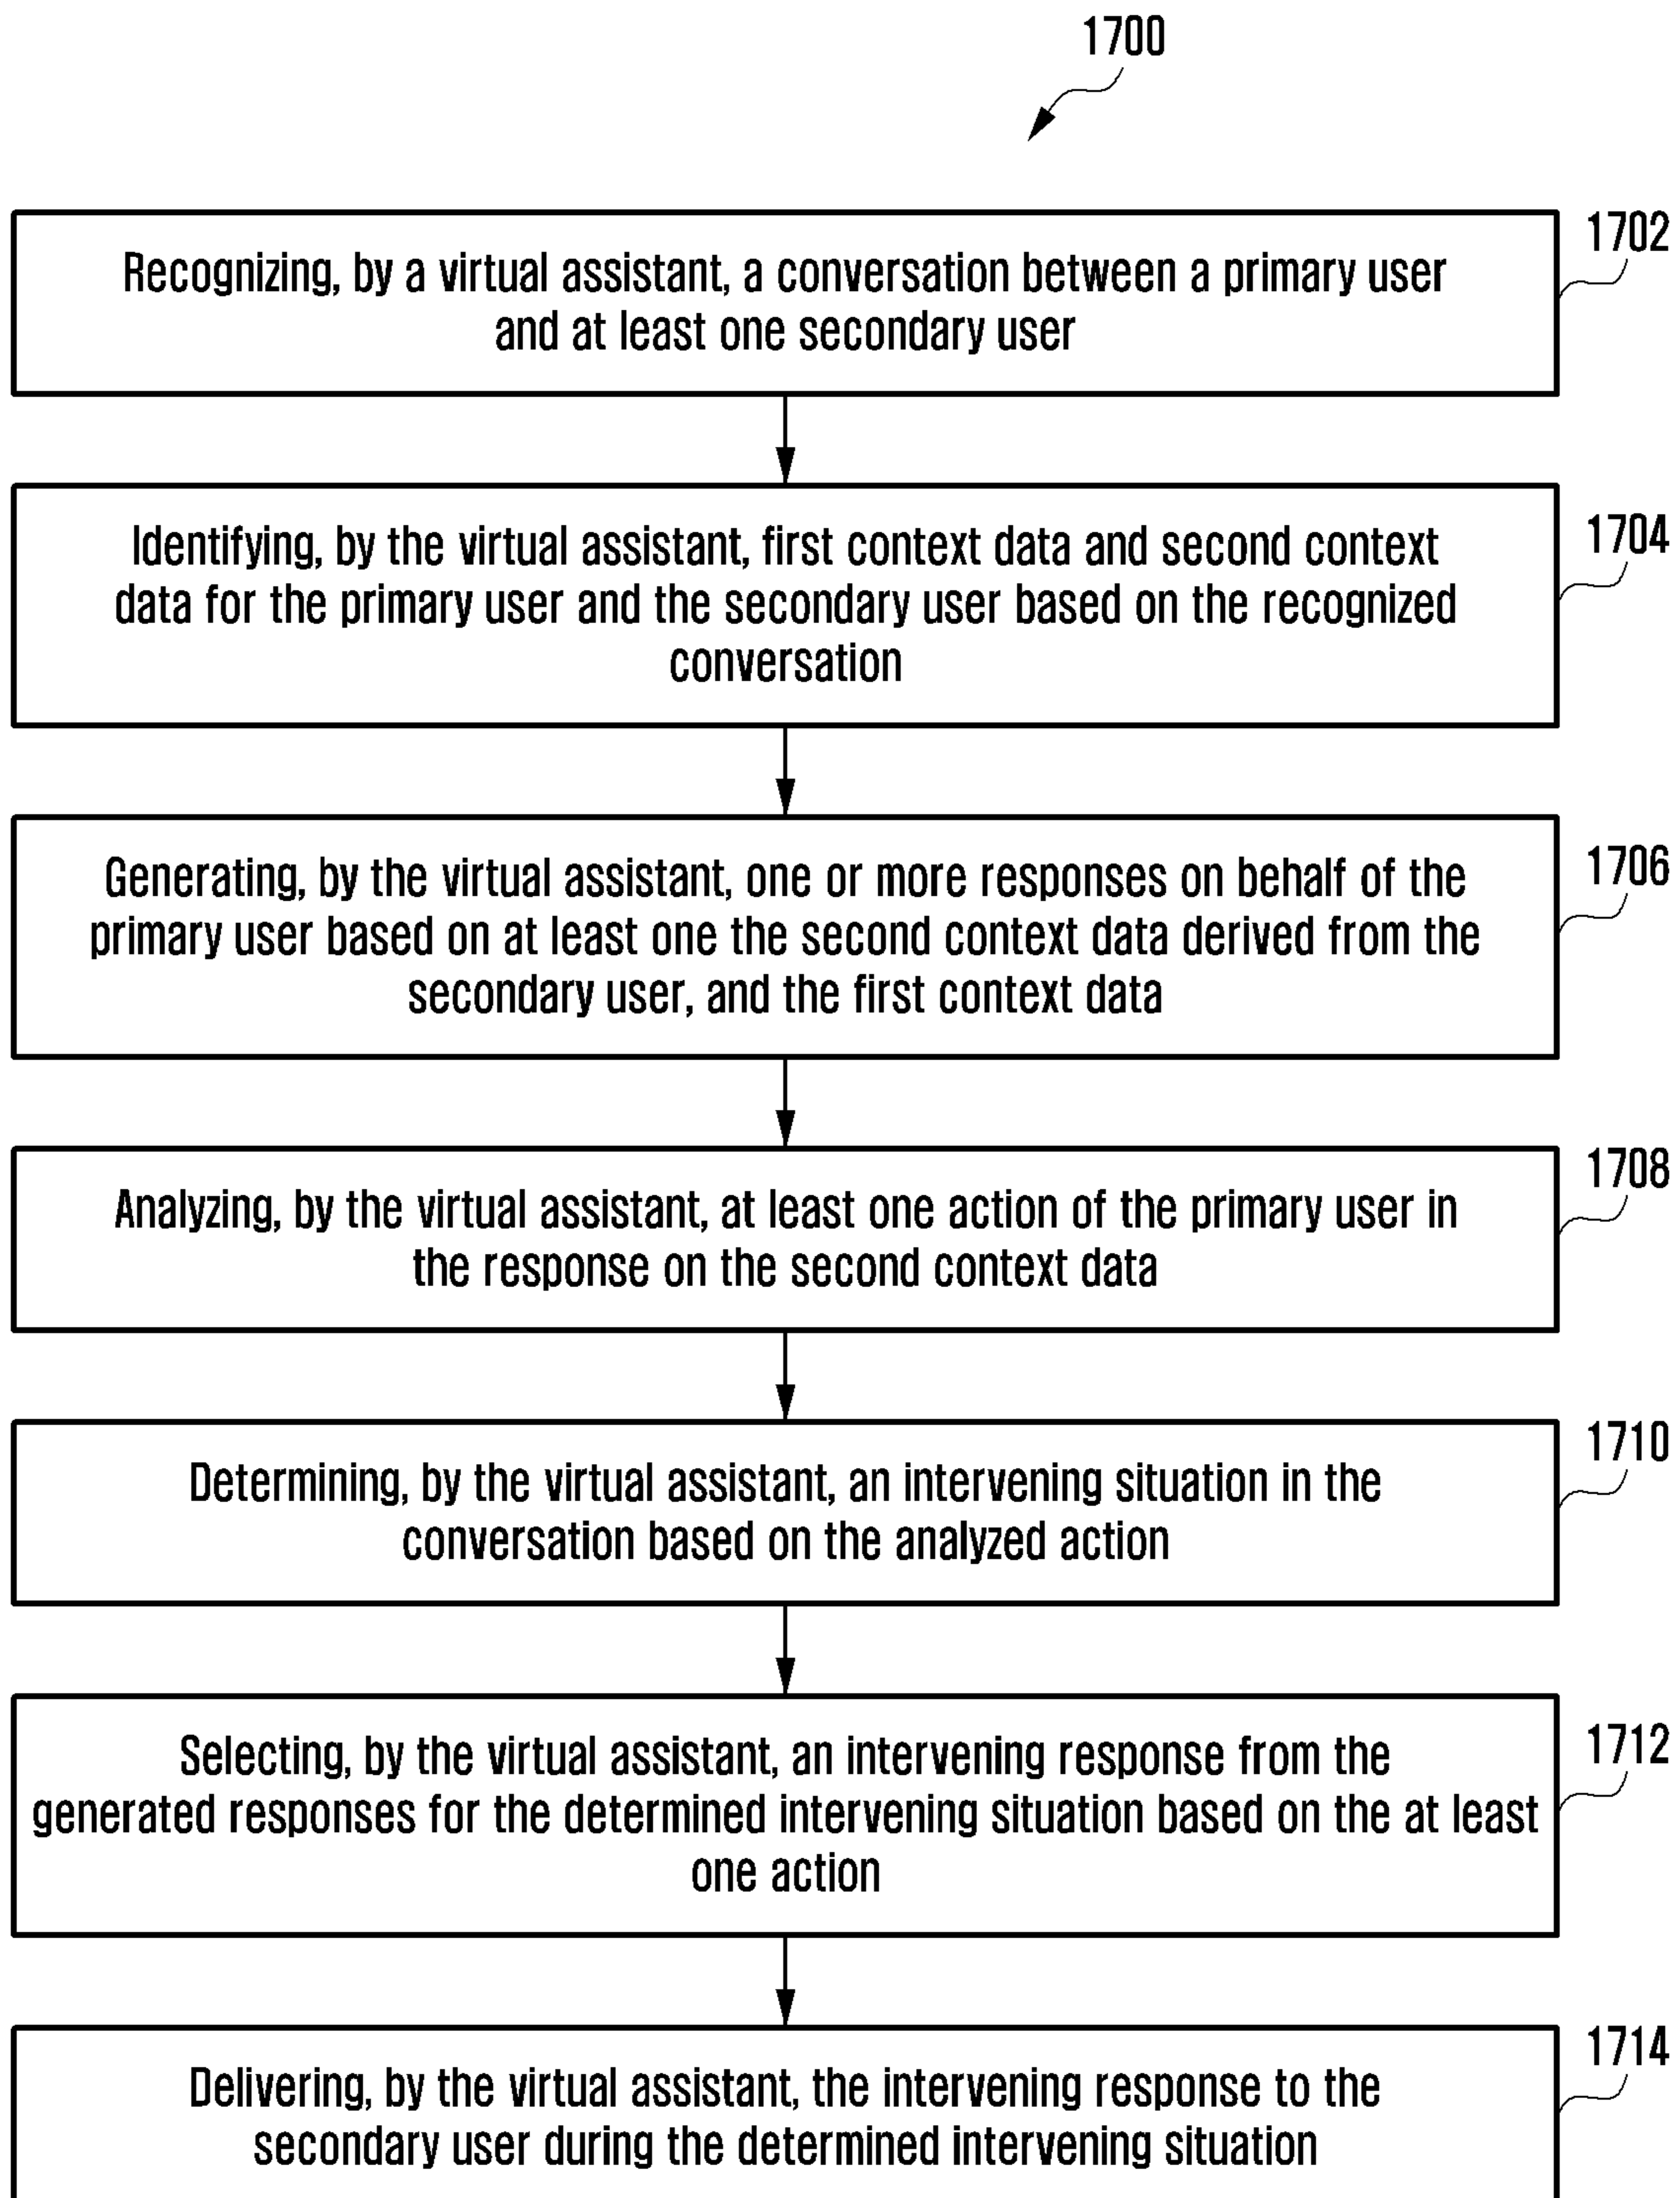 1700
1702
Recognizing, by a virtual assistant, a conversation between a primary user
and at least one secondary user
1704
Identifying, by the virtual assistant, first context data and second context
data for the primary user and the secondary user based on the recognized
conversation
1706
Generating, by the virtual assistant, one or more responses on behalf of the
primary user based on at least one the second context data derived from the
secondary user, and the first context data
1708
Analyzing, by the virtual assistant, at least one action of the primary user in
the response on the second context data
1710
Determining, by the virtual assistant, an intervening situation in the
conversation based on the analyzed action
1712
Selecting, by the virtual assistant, an intervening response from the
generated responses for the determined intervening situation based on the at least
one action
1714
Delivering, by the virtual assistant, the intervening response to the
secondary user during the determined intervening situation